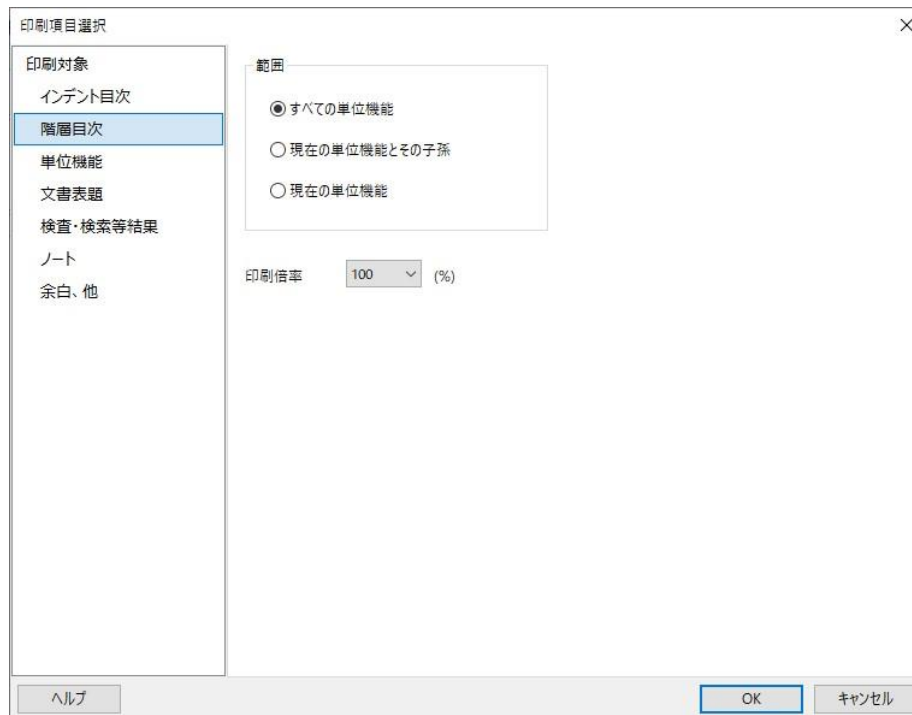 印刷項目選択
印刷対象
インデント目次
階層目次
単位機能
文書表題
検査・検索等結果
ノート
余白、他
範囲
すべての単位機能
現在の単位機能とその子孫
現在の単位機能
印刷倍率 100 (%)
ヘルプ OK キャンセル